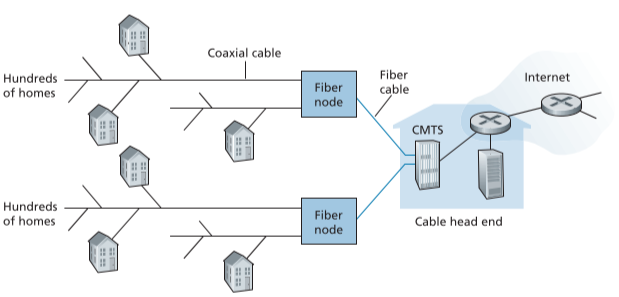 Coaxial cable
Hundreds
of homes
Fiber
node
Fiber
cable
Internet
CMTS
Hundreds
of homes
Fiber
node
Cable head end